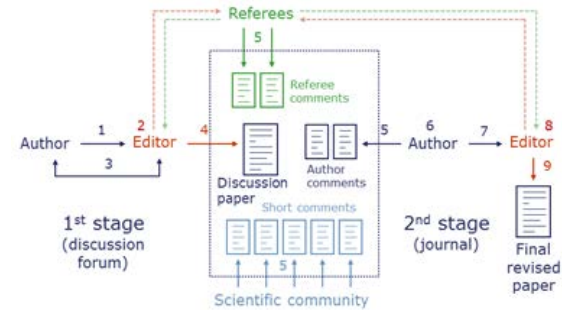 Referees
5
Referee
comments
1
2
4
5
6
7
8
Author
Editor
Author
Editor
3
9
Discussion
paper
Author
comments
Short comments
1st stage
(discussion
forum)
2nd stage
(journal)
Final
revised
paper
5
Scientific community